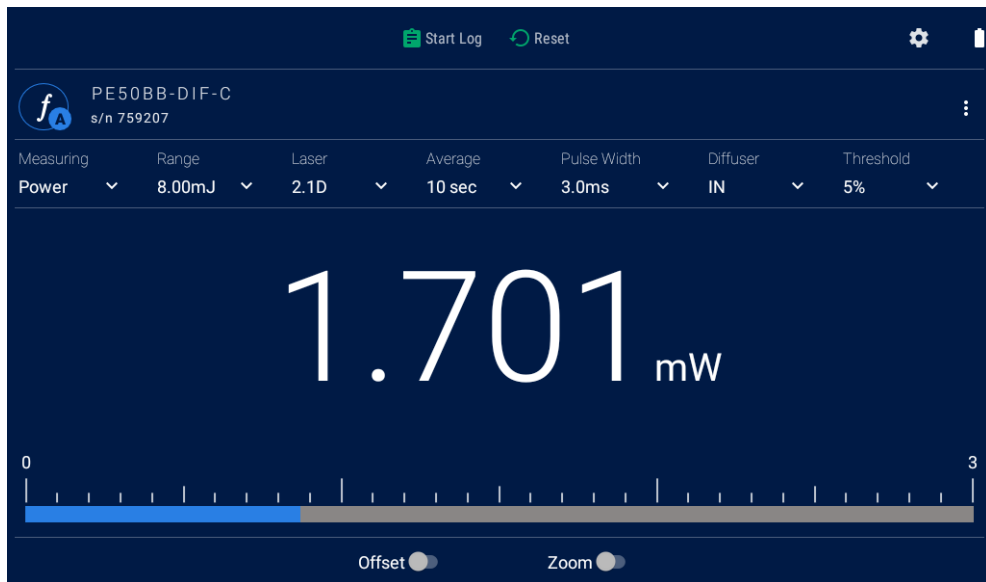 Start Log Reset
f A
PE50BB-DIF-C
s/n 759207
Measuring Range Laser Average Pulse Width Diffuser Threshold
Power 8.00mJ 2.1D 10 sec 3.0ms IN 5%
1.701 mW
0 3
Offset Zoom